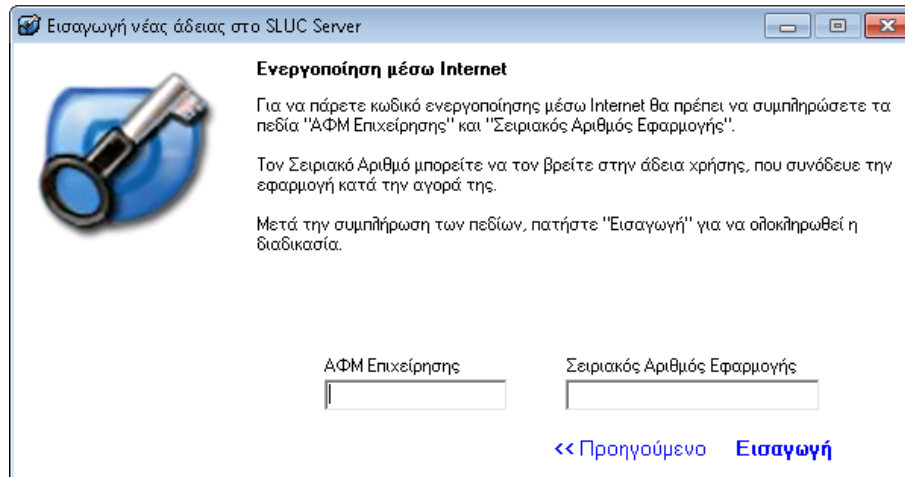 Εισαγωγή νέας άδειας στο SLUC Server
Ενεργοποίηση μέσω Internet
Για να πάρετε κωδικό ενεργοποίησης μέσω Internet θα πρέπει να συμπληρώσετε τα
πεδία "ΑΦΜ Επιχείρησης" και "Σειριακός Αριθμός Εφαρμογής".
Τον Σειριακό Αριθμό μπορείτε να τον βρείτε στην άδεια χρήσης, που συνόδευε την
εφαρμογή κατά την αγορά της.
Μετά την συμπλήρωση των πεδίων, πατήστε "Εισαγωγή" για να ολοκληρωθεί η
διαδικασία.
ΑΦΜ Επιχείρησης Σειριακός Αριθμός Εφαρμογής
<< Προηγούμενο Εισαγωγή